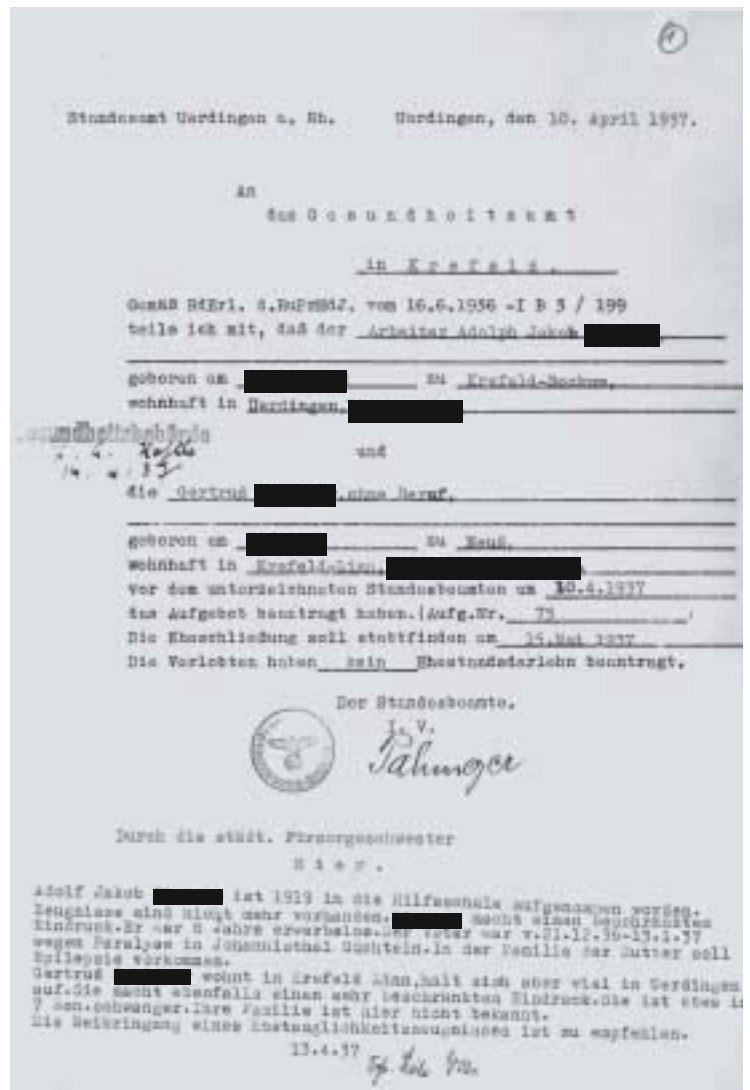 1
Standesamt Uerdingen a. Rh. Uerdingen, den 10. April 1937.
An
das Gesundheitsamt
in Krefeld.
Gemäß RdErl. d.RuPrMdJ. vom 16.6.1936 -I B 3 / 199
teile ich mit, daß der Arbeiter Adolph Jakob
geboren am zu Krefeld-Bockum,
wohnhaft in Uerdingen,
und
die Gertrud ,ohne Beruf,
geboren am zu Neuß,
wohnhaft in Krefeld-Linn,
vor dem unterzeichneten Standesbeamten am 10.4.1937
das Aufgebot beantragt haben.(Aufg.Nr. 75
Die Eheschließung soll stattfinden am 15.Mai 1937
Die Verlobten haben kein Ehestandsdarlehn beantragt.
Der Standesbeamte.
I. V.
Durch die städt. Fürsorgeschwester
Hier.
Adolf Jakob ist 1919 in die Hilfsschule aufgenommen worden.
Zeugnisse sind nicht mehr vorhanden. macht einen beschränkten
Eindruck.Er war 8 Jahre erwerbslos.Der Vater war v.21.12.36-13.1.37
wegen Paralyse in Johannisthal Süchteln.In der Familie der Mutter soll
Epilepsie vorkommen.
Gertrud wohnt in Krefeld Linn,hält sich aber viel in Uerdingen
auf.Sie macht ebenfalls einen sehr beschränkten Eindruck.Sie ist etwa im
7 schwanger.Ihre Familie ist hier nicht bekannt.
Die Beibringung eines Ehetauglichkeitszeugnisses ist zu empfehlen.
13.4.37